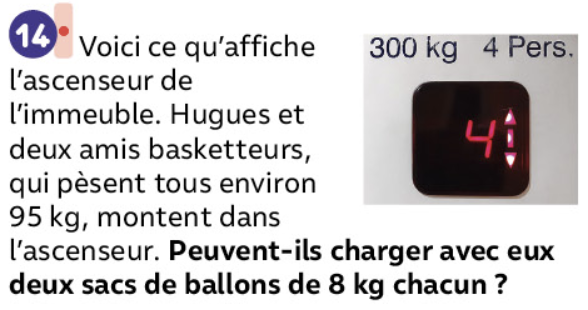 14
Voici ce qu'affiche
l'ascenseur de
l'immeuble. Hugues et
deux amis basketteurs,
qui pèsent tous environ
95 kg, montent dans
l'ascenseur. Peuvent-ils charger avec eux
deux sacs de ballons de 8 kg chacun ?
300 kg 4 Pers.
4